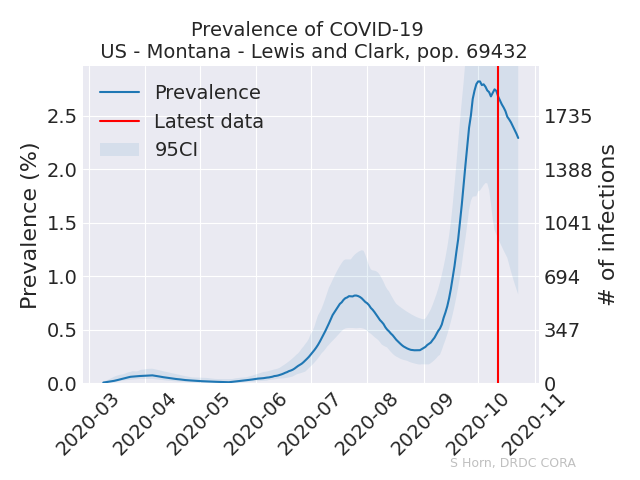 Prevalence of COVID-19
US - Montana - Lewis and Clark, pop. 69432
Prevalence
Latest data
95CI
Prevalence (%)
2.5
2.0
1.5
1.0
0.5
0.0
1735
1388
1041
694
347
0
# of infections
2020-03
2020-04
2020-05
2020-06
2020-07
2020-08
2020-09
2020-10
2020-11
S Horn, DRDC CORA